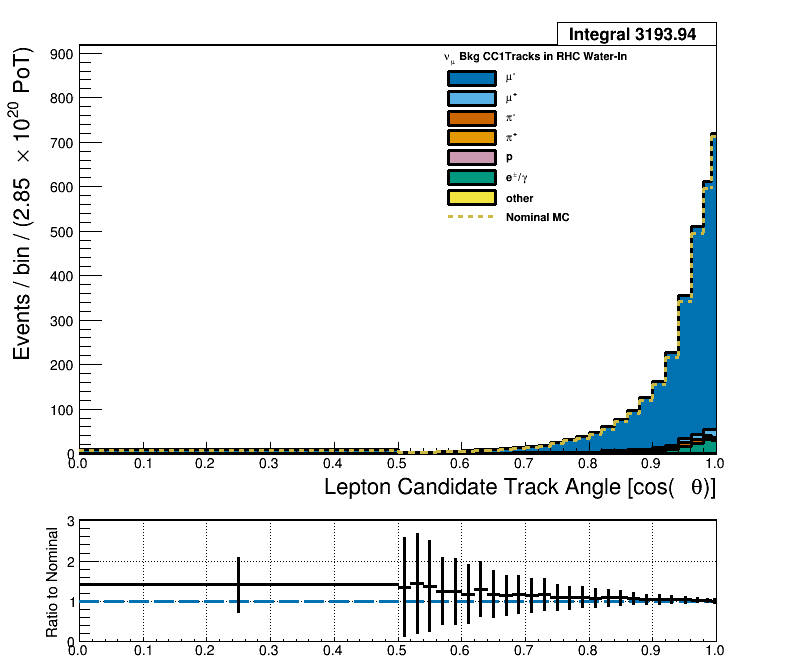 Integral 3193.94
ν_μ Bkg CC1Tracks in RHC Water-In
μ⁻
μ⁺
π⁻
π⁺
p
e±/γ
other
Nominal MC
Events / bin / (2.85 × 10²⁰ PoT)
900
800
700
600
500
400
300
200
100
0
0.0 0.1 0.2 0.3 0.4 0.5 0.6 0.7 0.8 0.9 1.0
Lepton Candidate Track Angle [cos( θ)]
Ratio to Nominal
3
2
1
0
0.0 0.1 0.2 0.3 0.4 0.5 0.6 0.7 0.8 0.9 1.0